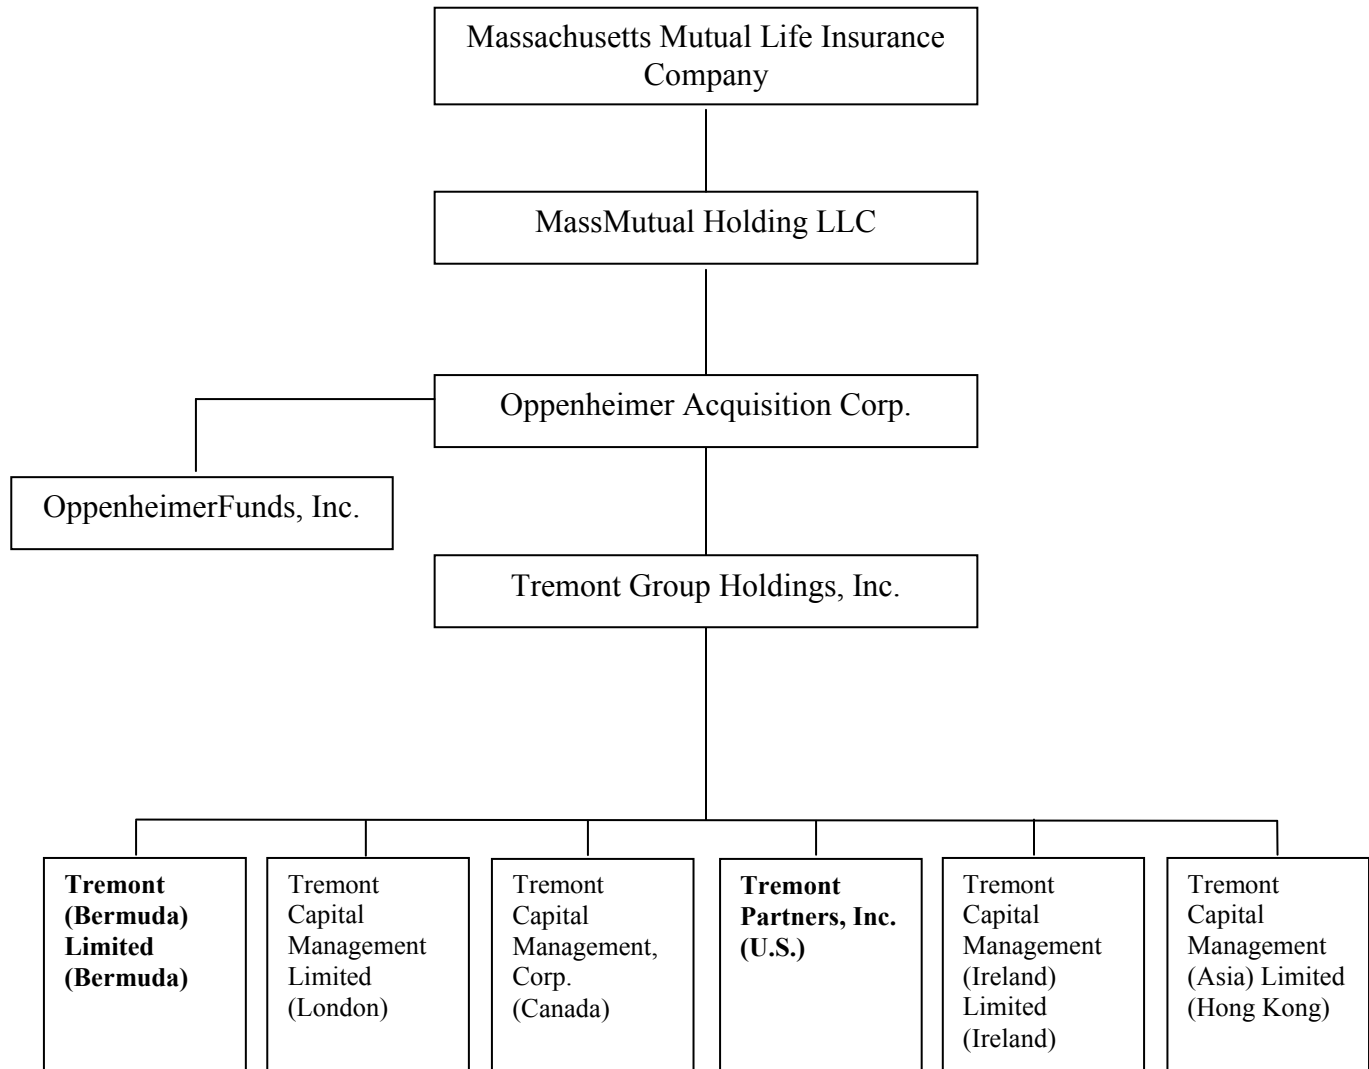 Massachusetts Mutual Life Insurance
Company
MassMutual Holding LLC
Oppenheimer Acquisition Corp.
OppenheimerFunds, Inc.
Tremont Group Holdings, Inc.
Tremont
(Bermuda)
Limited
(Bermuda)
Tremont
Capital
Management
Limited
(London)
Tremont
Capital
Management,
Corp.
(Canada)
Tremont
Partners, Inc.
(U.S.)
Tremont
Capital
Management
(Ireland)
Limited
(Ireland)
Tremont
Capital
Management
(Asia) Limited
(Hong Kong)